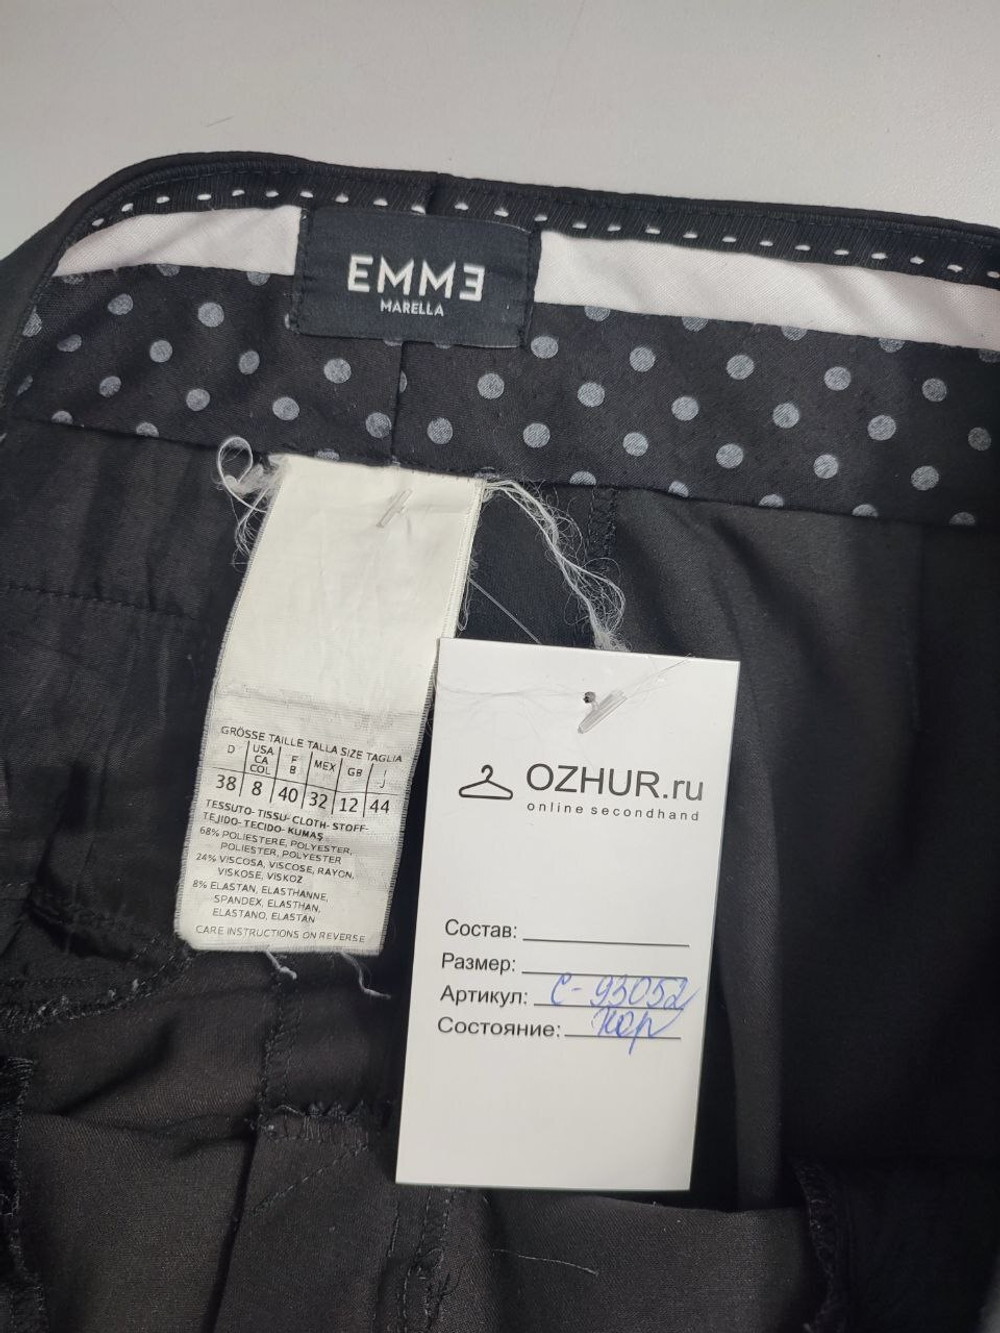 EMMƎ
MARELLA
GRÖSSE TAILLE TALLA SIZE TAGLIA
D USA CA COL F B MEX GB I J
38 8 40 32 12 44
TESSUTO- TISSU- CLOTH- STOFF-
TEJIDO- TECIDO- KUMAŞ
68% POLIESTERE, POLYESTER,
POLIESTER, POLYESTER
24% VISCOSA, VISCOSE, RAYON,
VISKOSE, VISKOZ
8% ELASTAN, ELASTHANNE,
SPANDEX, ELASTHAN,
ELASTANO, ELASTAN
CARE INSTRUCTIONS ON REVERSE
OZHUR.ru
online secondhand
Состав:
Размер:
Артикул: С-93052
Состояние: Хор